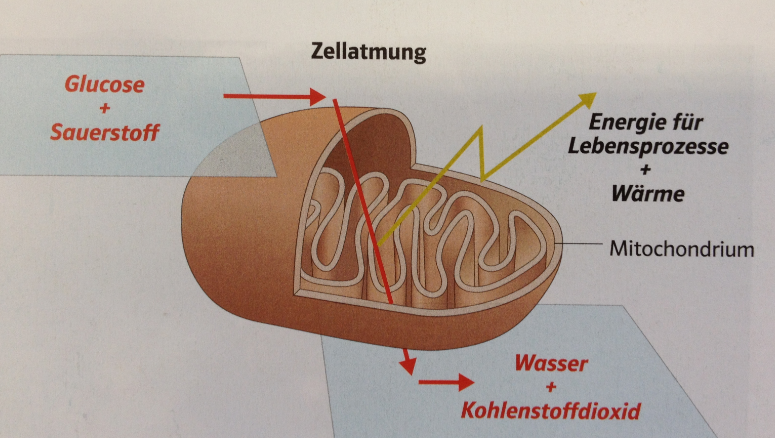 Zellatmung
Glucose
+
Sauerstoff
Energie für
Lebensprozesse
+
Wärme
Mitochondrium
Wasser
+
Kohlenstoffdioxid